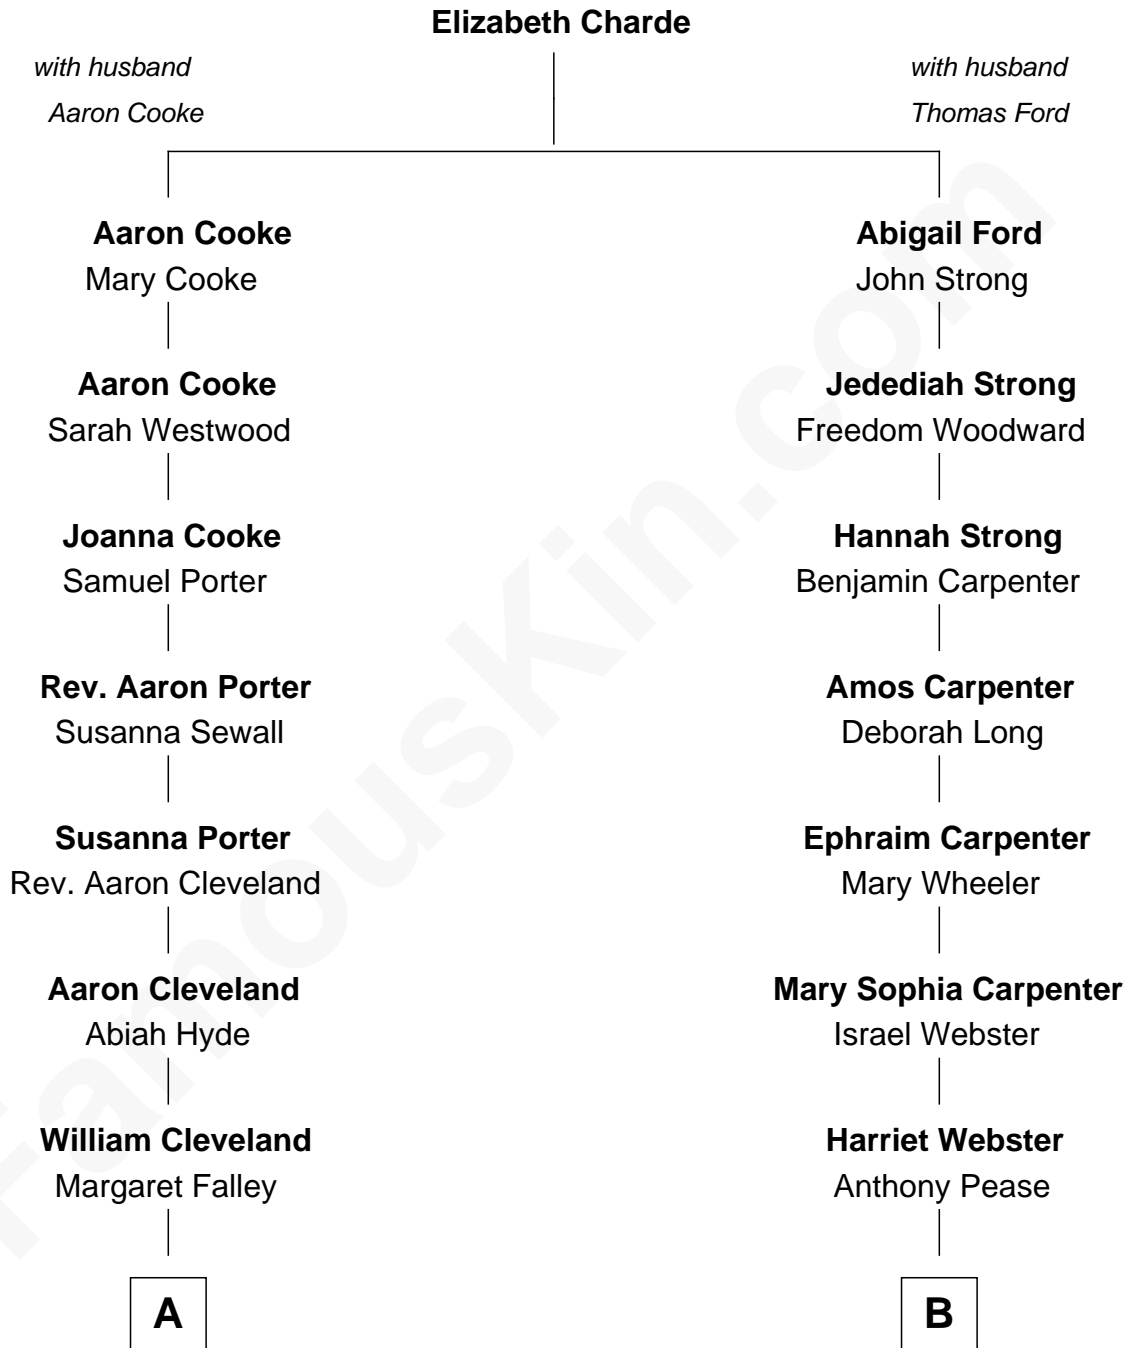 Elizabeth Charde
with husband
Aaron Cooke
with husband
Thomas Ford
Aaron Cooke
Mary Cooke
Abigail Ford
John Strong
Aaron Cooke
Sarah Westwood
Jedediah Strong
Freedom Woodward
Joanna Cooke
Samuel Porter
Hannah Strong
Benjamin Carpenter
Rev. Aaron Porter
Susanna Sewall
Amos Carpenter
Deborah Long
Susanna Porter
Rev. Aaron Cleveland
Ephraim Carpenter
Mary Wheeler
Aaron Cleveland
Abiah Hyde
Mary Sophia Carpenter
Israel Webster
William Cleveland
Margaret Falley
Harriet Webster
Anthony Pease
A
B
FamousKin.com